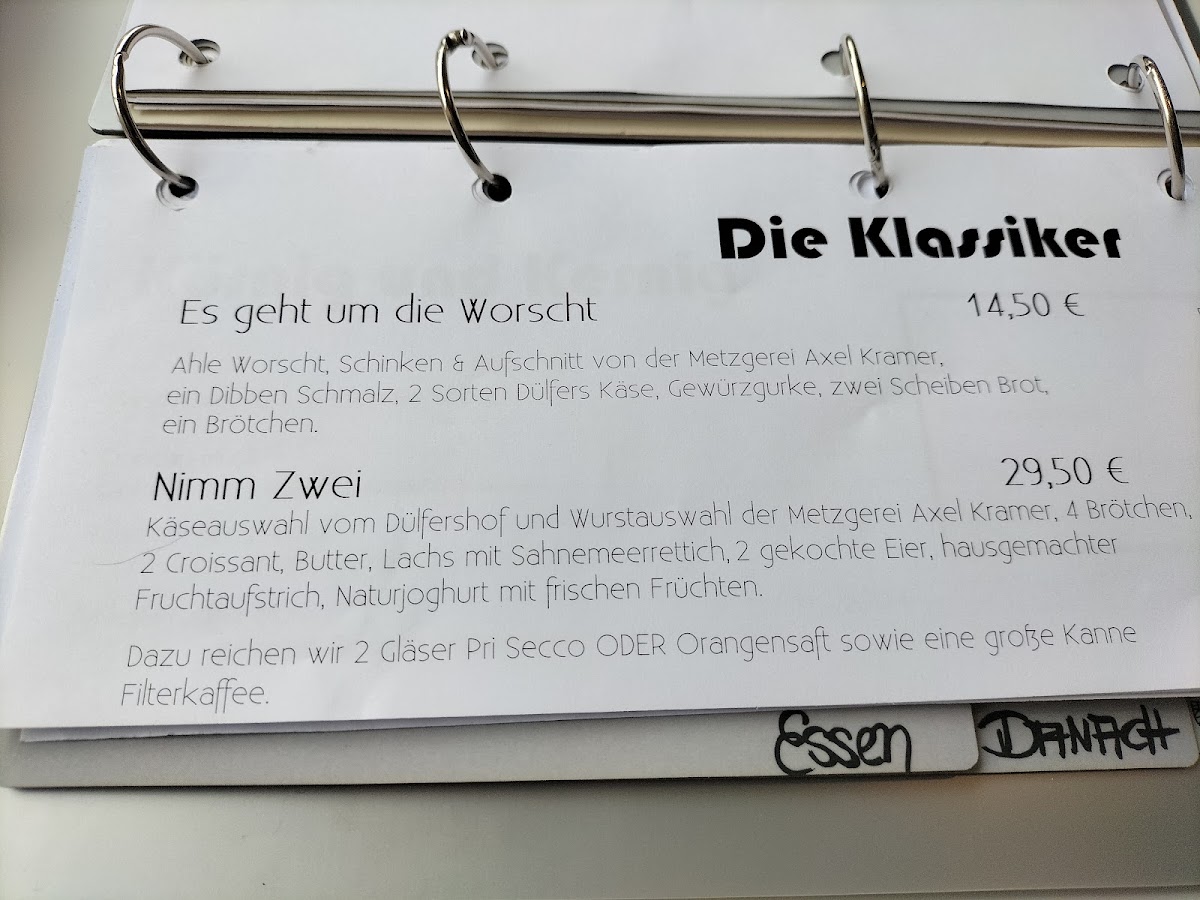 Die Klassiker
Es geht um die Worscht 14,50 €
Ahle Worscht, Schinken & Aufschnitt von der Metzgerei Axel Kramer,
ein Dibben Schmalz, 2 Sorten Dülfers Käse, Gewürzgurke, zwei Scheiben Brot,
ein Brötchen.
Nimm Zwei 29,50 €
Käseauswahl vom Dülfershof und Wurstauswahl der Metzgerei Axel Kramer, 4 Brötchen,
2 Croissant, Butter, Lachs mit Sahnemeerrettich, 2 gekochte Eier, hausgemachter
Fruchtaufstrich, Naturjoghurt mit frischen Früchten.
Dazu reichen wir 2 Gläser Pri Secco ODER Orangensaft sowie eine große Kanne
Filterkaffee.
Essen DANACH